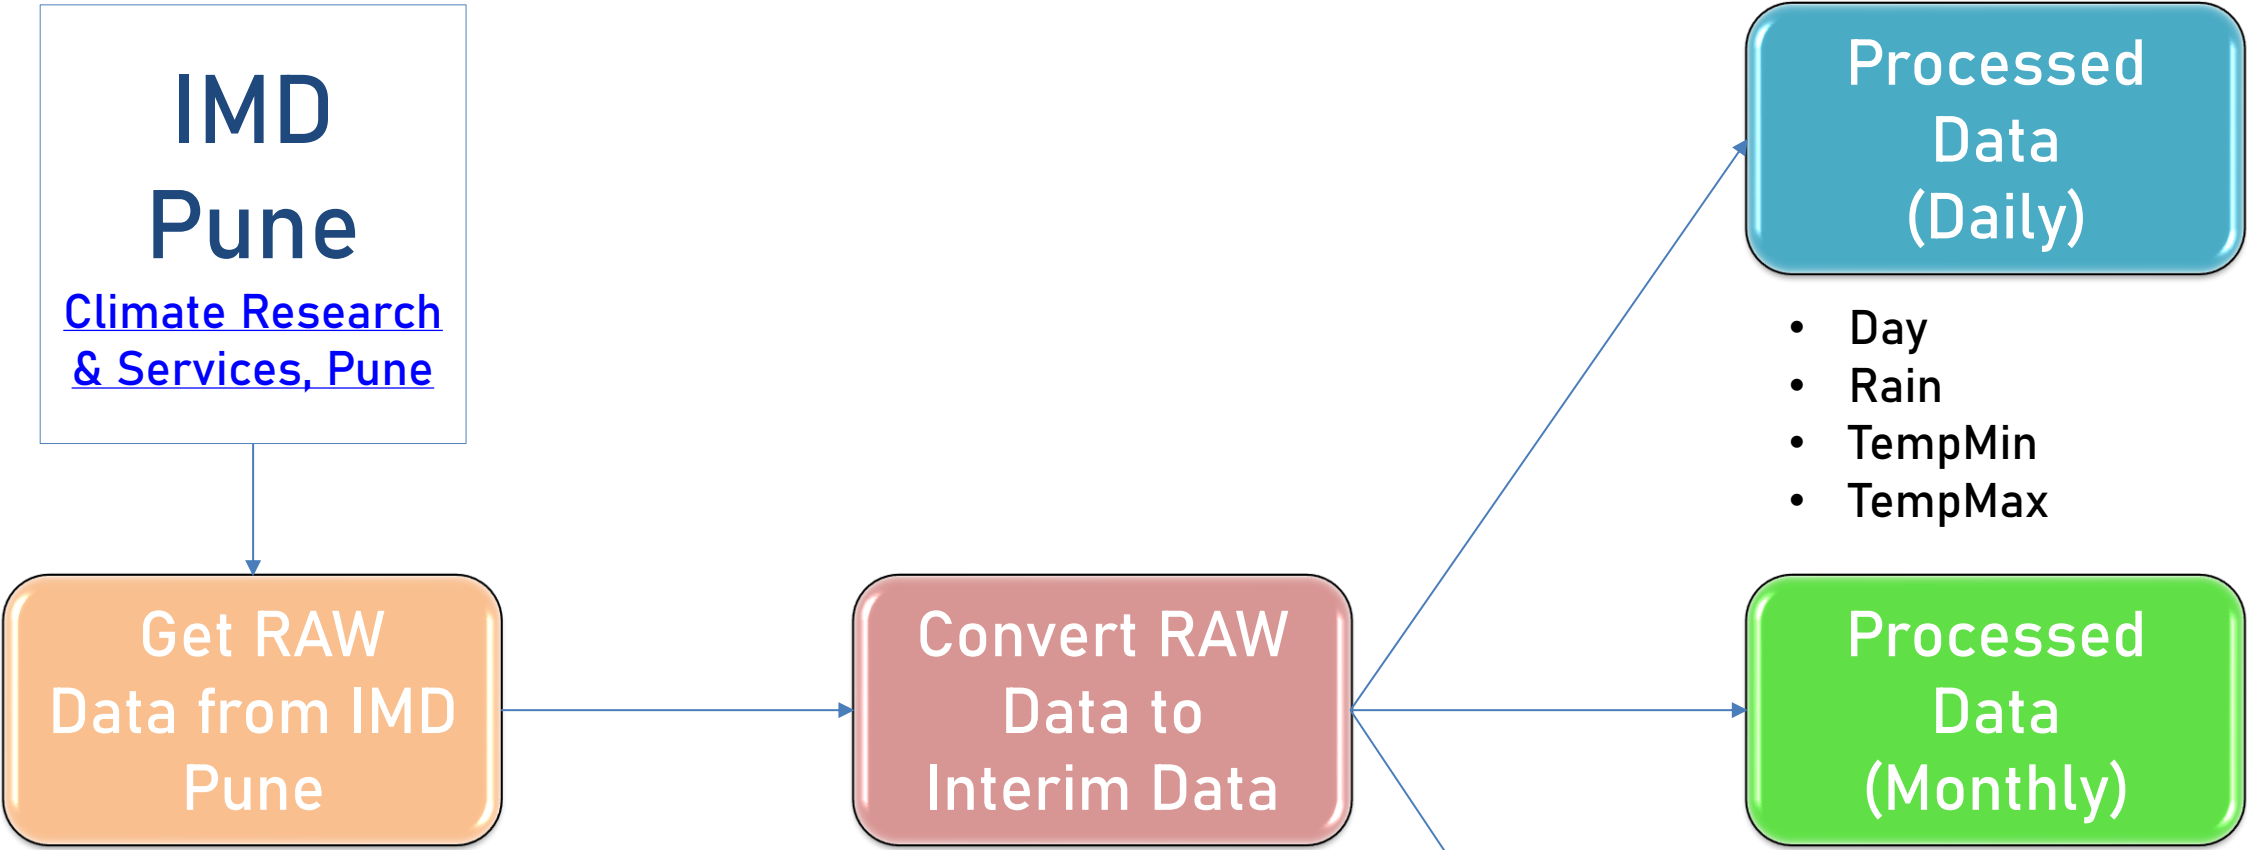 IMD
Pune
Climate Research
& Services, Pune
Get RAW
Data from IMD
Pune
Convert RAW
Data to
Interim Data
Processed
Data
(Daily)
• Day
• Rain
• TempMin
• TempMax
Processed
Data
(Monthly)